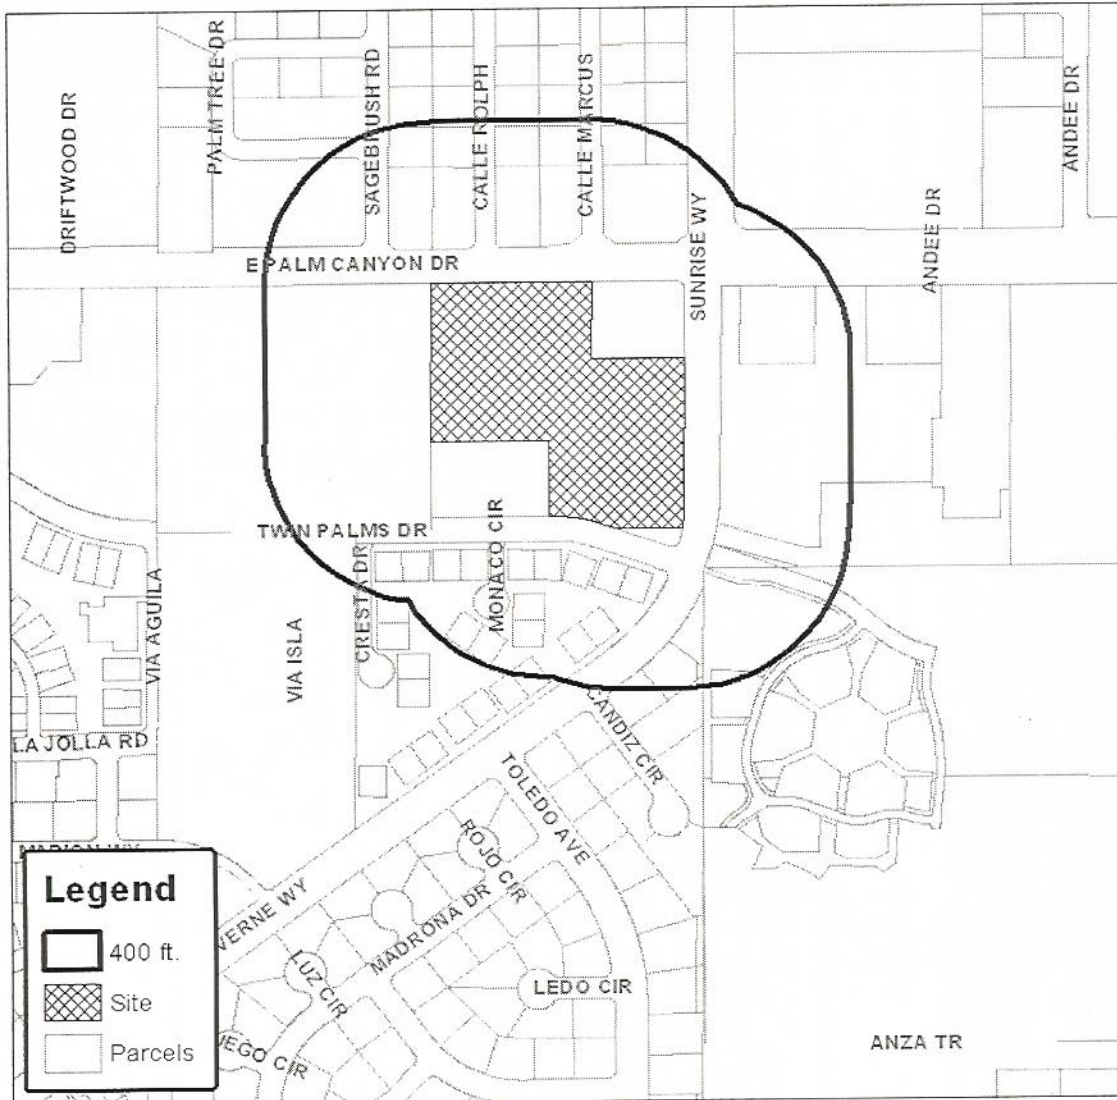 DRIFTWOOD DR
PALM TREE DR
SAGEBRUSH RD
CALLE ROLPH
CALLE MARCUS
SUNRISE WY
ANDEE DR
ANDEE DR
E PALM CANYON DR
TWIN PALMS DR
MONACO CIR
CRESTA DR
VIA ISLA
VIA AGUILA
LA JOLLA RD
CANDIZ CIR
TOLEDO AVE
ROJO CIR
MADRONA DR
LUZ CIR
LEDO CIR
VERNE WY
ANZA TR
Legend
400 ft.
Site
Parcels